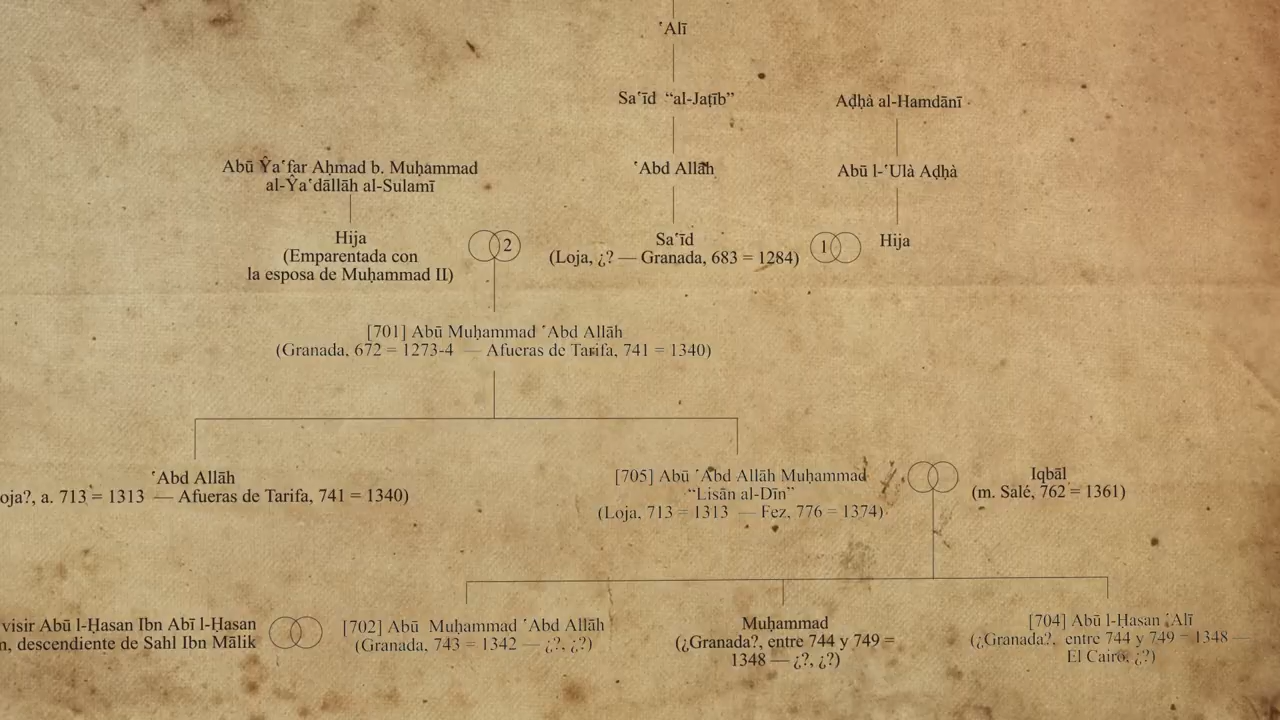 ʿAlī
Saʿīd “al-Jaṭīb”
Aḍḥà al-Hamdānī
Abū Ŷaʿfar Aḥmad b. Muḥammad
al-Ŷaʿdāllāh al-Sulamī
ʿAbd Allāh
Abū l-ʿUlà Aḍḥà
Hija
(Emparentada con
la esposa de Muḥammad II)
2
Saʿīd
(Loja, ¿? — Granada, 683 = 1284)
1
Hija
[701] Abū Muḥammad ʿAbd Allāh
(Granada, 672 = 1273-4 — Afueras de Tarifa, 741 = 1340)
ʿAbd Allāh
oja?, a. 713 = 1313 — Afueras de Tarifa, 741 = 1340)
[705] Abū ʿAbd Allāh Muḥammad
“Lisān al-Dīn”
(Loja, 713 = 1313 — Fez, 776 = 1374)
Iqbāl
(m. Salé, 762 = 1361)
visir Abū l-Ḥasan Ibn Abī l-Ḥasan
n, descendiente de Sahl Ibn Mālik
[702] Abū Muḥammad ʿAbd Allāh
(Granada, 743 = 1342 — ¿?, ¿?)
Muḥammad
(¿Granada?, entre 744 y 749 =
1348 — ¿?, ¿?)
[704] Abū l-Ḥasan ʿAlī
(¿Granada?, entre 744 y 749 = 1348 —
El Cairo, ¿?)